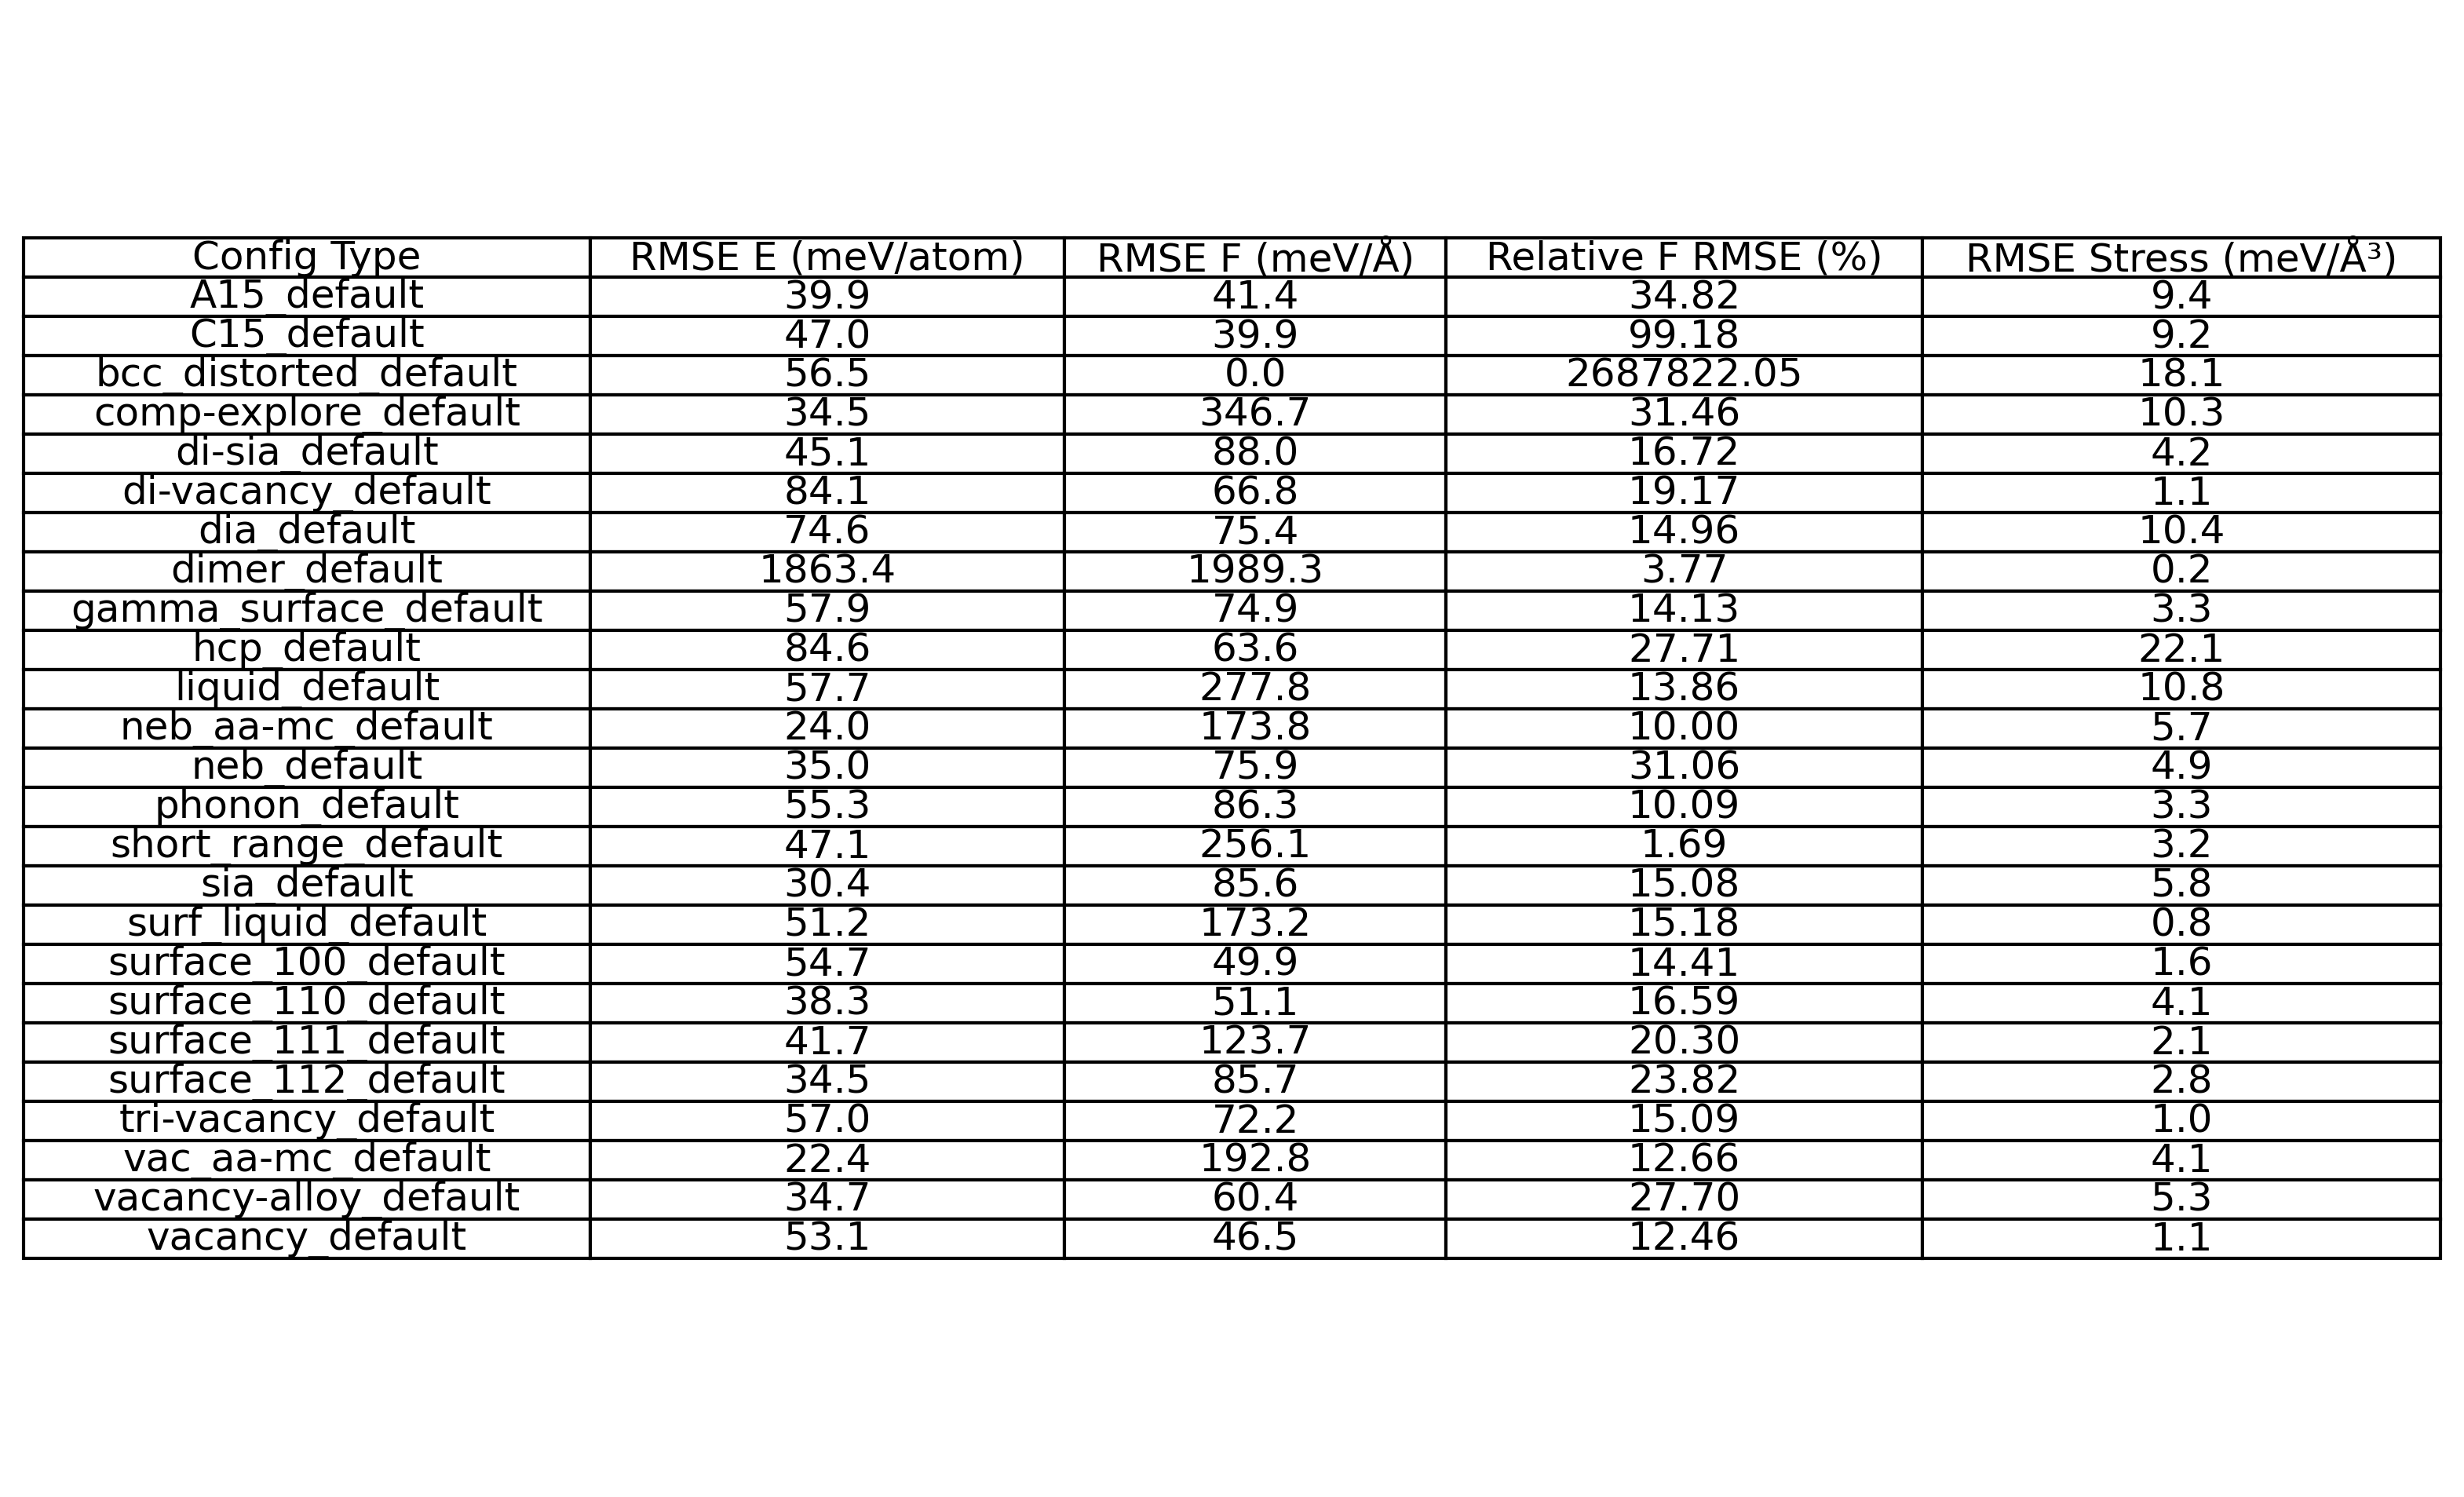 Config Type RMSE E (meV/atom) RMSE F (meV/Å) Relative F RMSE (%) RMSE Stress (meV/Å³)
A15_default 39.9 41.4 34.82 9.4
C15_default 47.0 39.9 99.18 9.2
bcc_distorted_default 56.5 0.0 2687822.05 18.1
comp-explore_default 34.5 346.7 31.46 10.3
di-sia_default 45.1 88.0 16.72 4.2
di-vacancy_default 84.1 66.8 19.17 1.1
dia_default 74.6 75.4 14.96 10.4
dimer_default 1863.4 1989.3 3.77 0.2
gamma_surface_default 57.9 74.9 14.13 3.3
hcp_default 84.6 63.6 27.71 22.1
liquid_default 57.7 277.8 13.86 10.8
neb_aa-mc_default 24.0 173.8 10.00 5.7
neb_default 35.0 75.9 31.06 4.9
phonon_default 55.3 86.3 10.09 3.3
short_range_default 47.1 256.1 1.69 3.2
sia_default 30.4 85.6 15.08 5.8
surf_liquid_default 51.2 173.2 15.18 0.8
surface_100_default 54.7 49.9 14.41 1.6
surface_110_default 38.3 51.1 16.59 4.1
surface_111_default 41.7 123.7 20.30 2.1
surface_112_default 34.5 85.7 23.82 2.8
tri-vacancy_default 57.0 72.2 15.09 1.0
vac_aa-mc_default 22.4 192.8 12.66 4.1
vacancy-alloy_default 34.7 60.4 27.70 5.3
vacancy_default 53.1 46.5 12.46 1.1